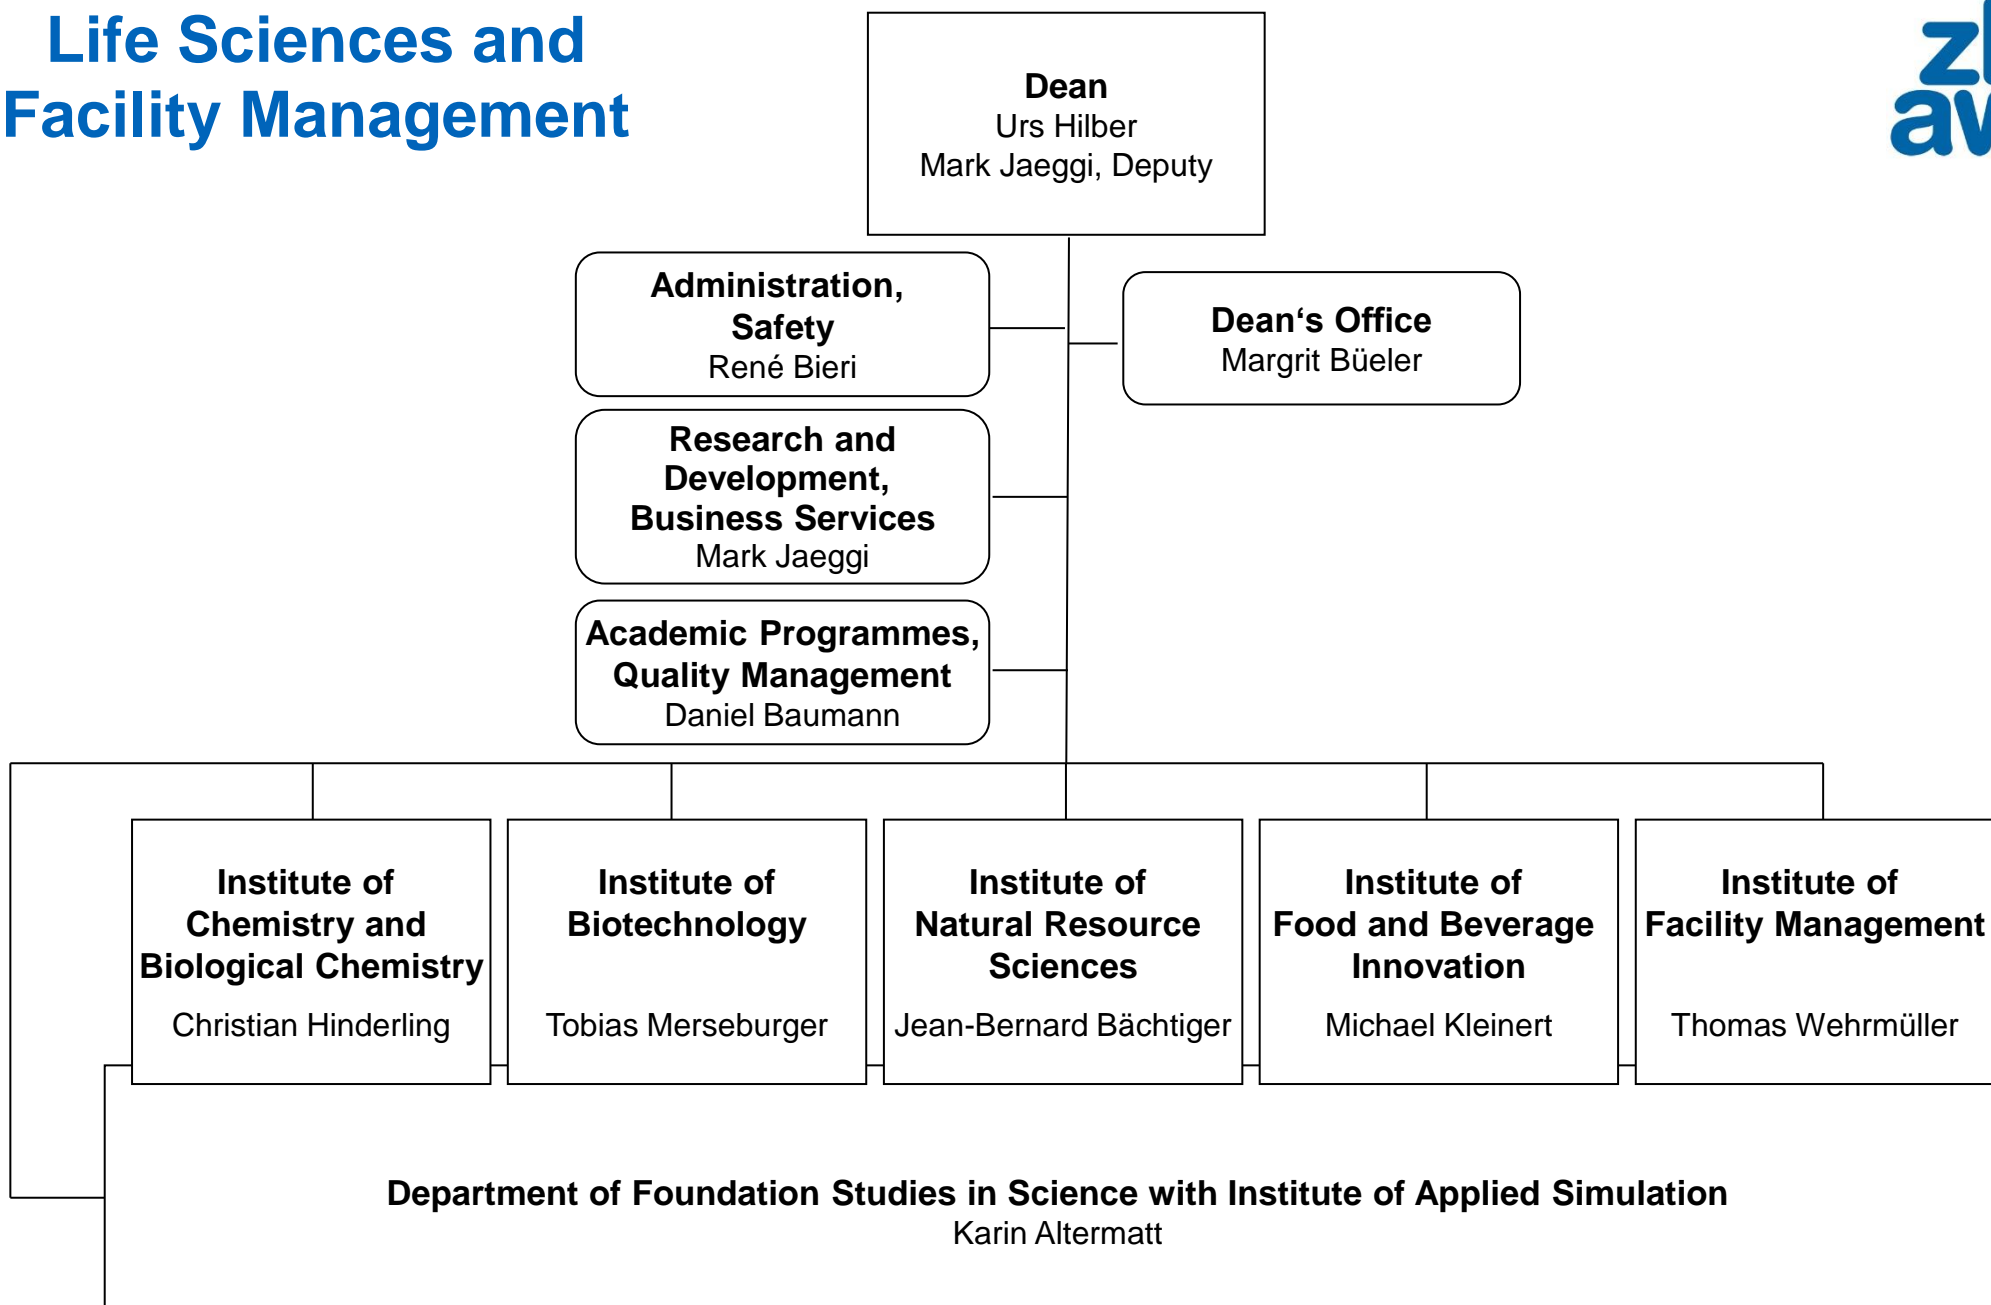 Life Sciences and
Facility Management
Dean
Urs Hilber
Mark Jaeggi, Deputy
Administration,
Safety
René Bieri
Dean‘s Office
Margrit Büeler
Research and
Development,
Business Services
Mark Jaeggi
Academic Programmes,
Quality Management
Daniel Baumann
Institute of
Chemistry and
Biological Chemistry
Christian Hinderling
Institute of
Biotechnology
Tobias Merseburger
Institute of
Natural Resource
Sciences
Jean-Bernard Bächtiger
Institute of
Food and Beverage
Innovation
Michael Kleinert
Institute of
Facility Management
Thomas Wehrmüller
Department of Foundation Studies in Science with Institute of Applied Simulation
Karin Altermatt